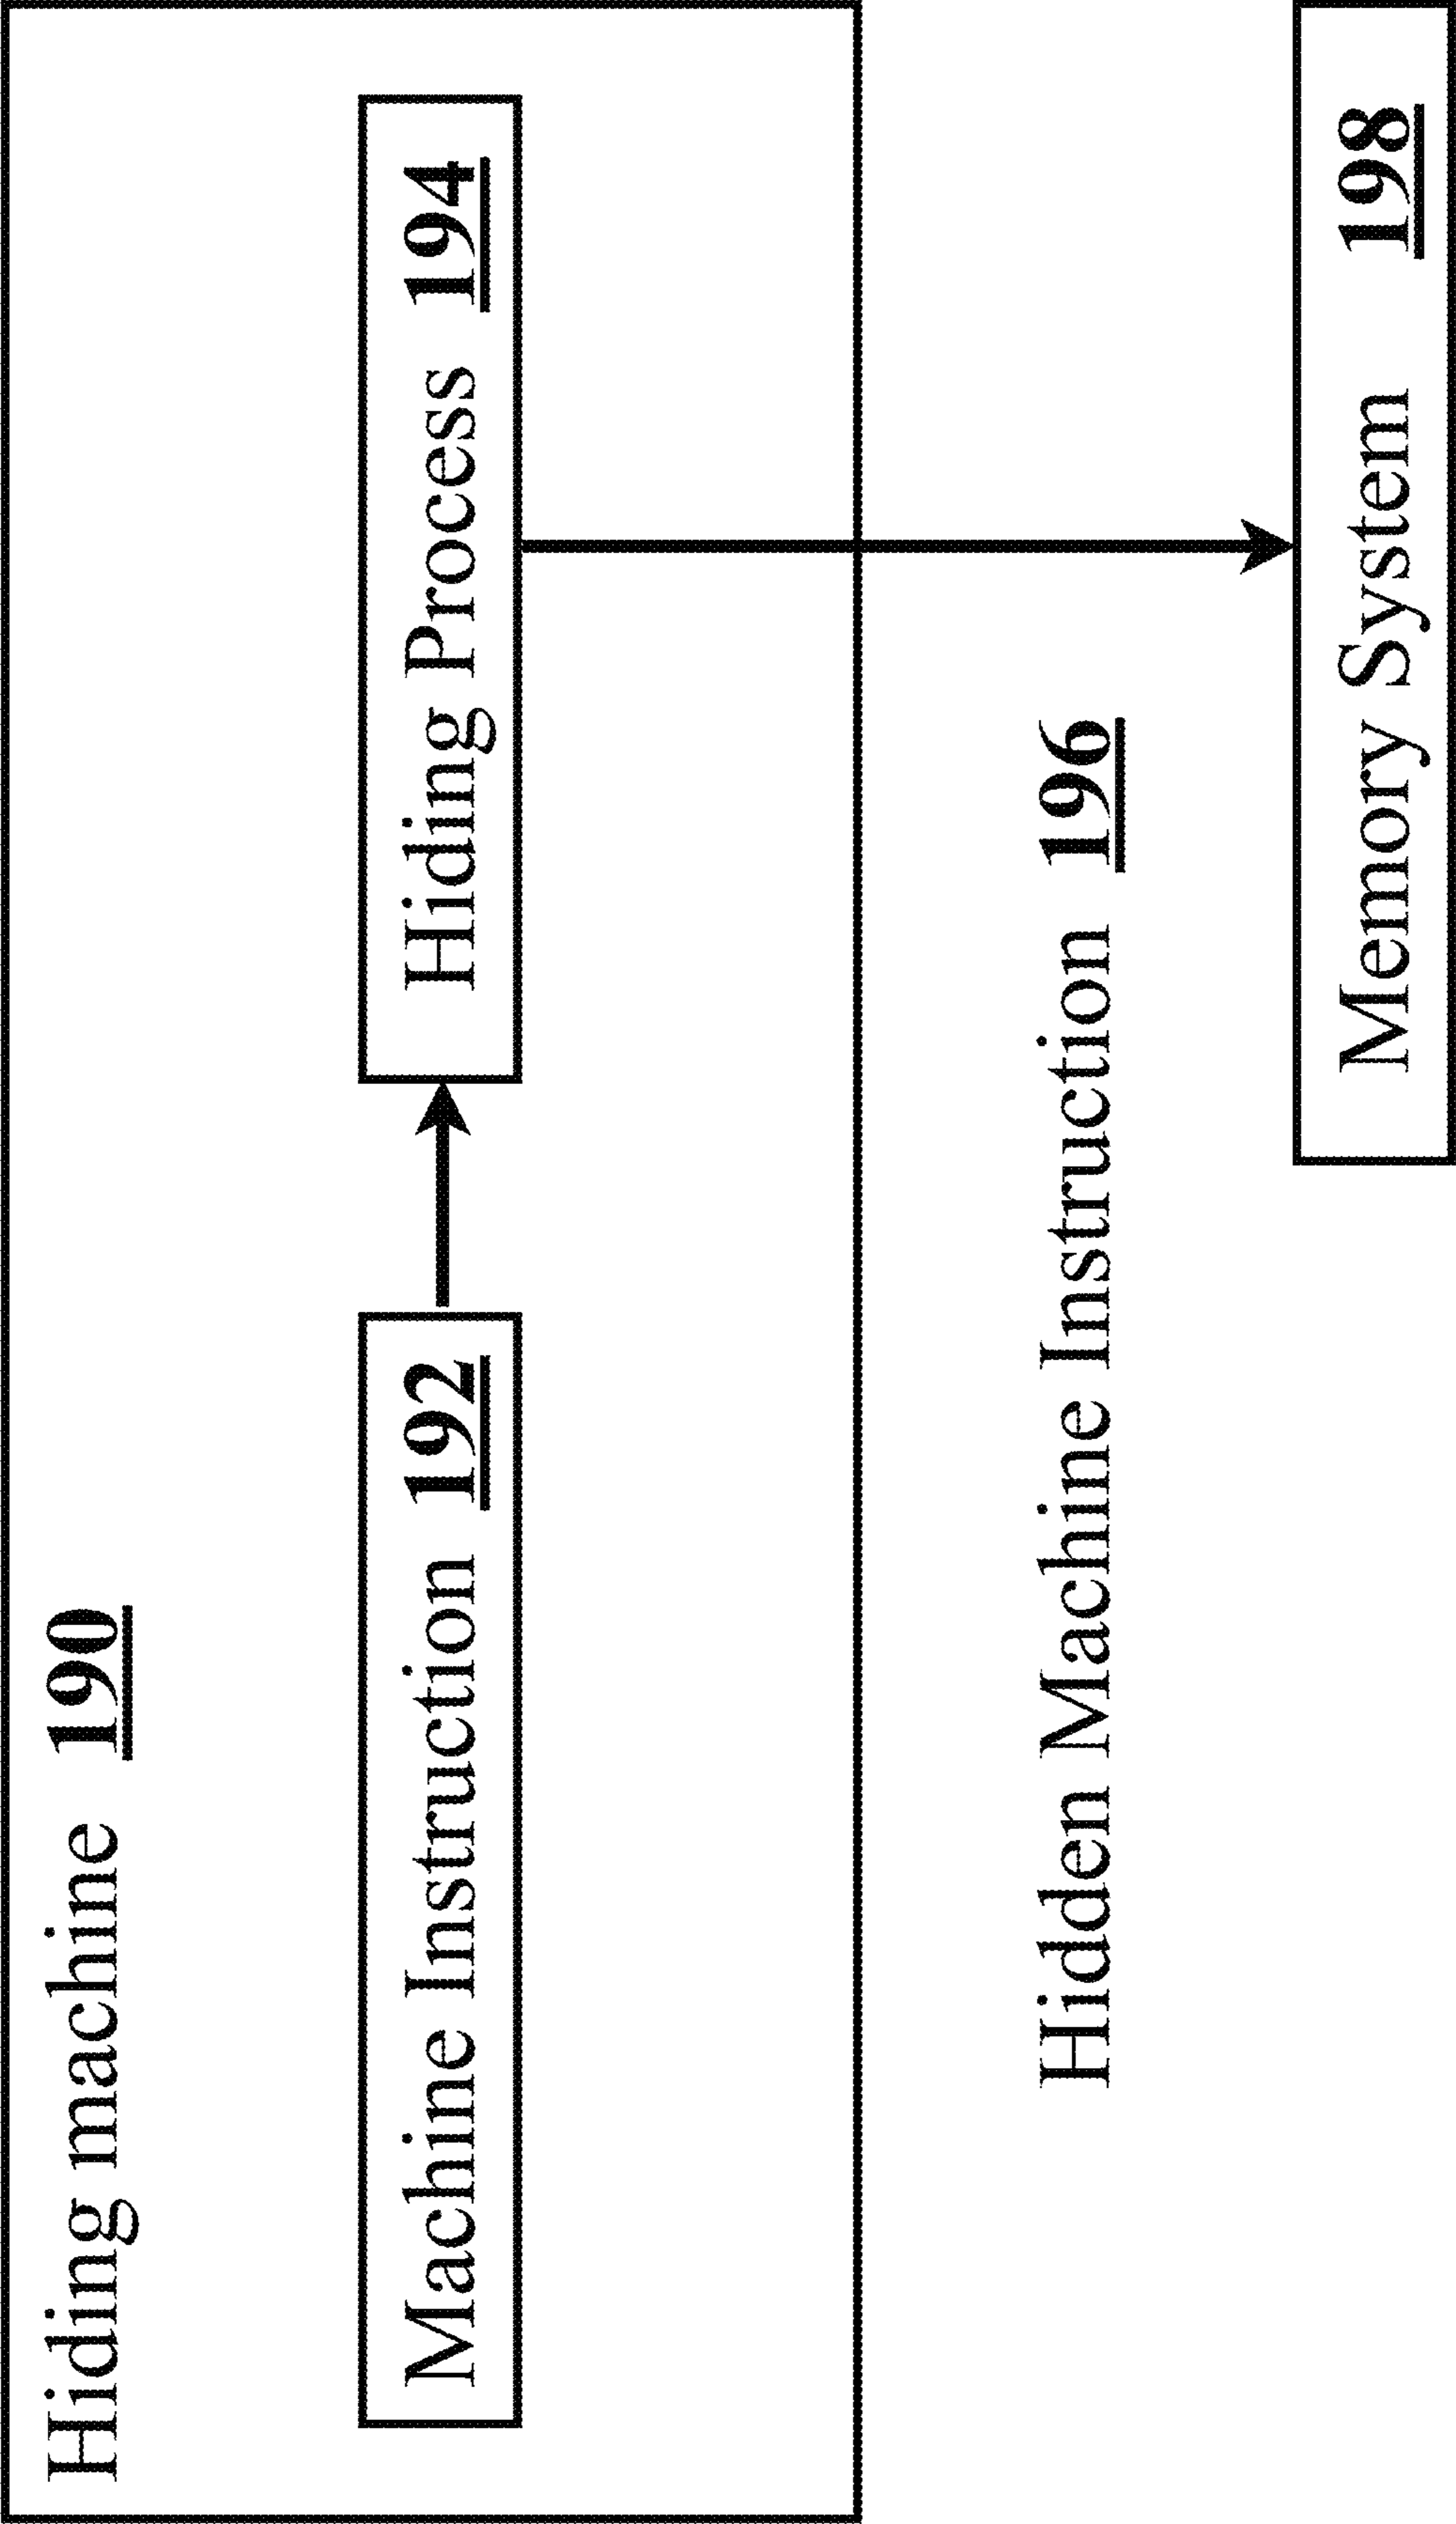 Hiding machine 190
Machine Instruction 192
Hiding Process 194
Hidden Machine Instruction 196
Memory System 198